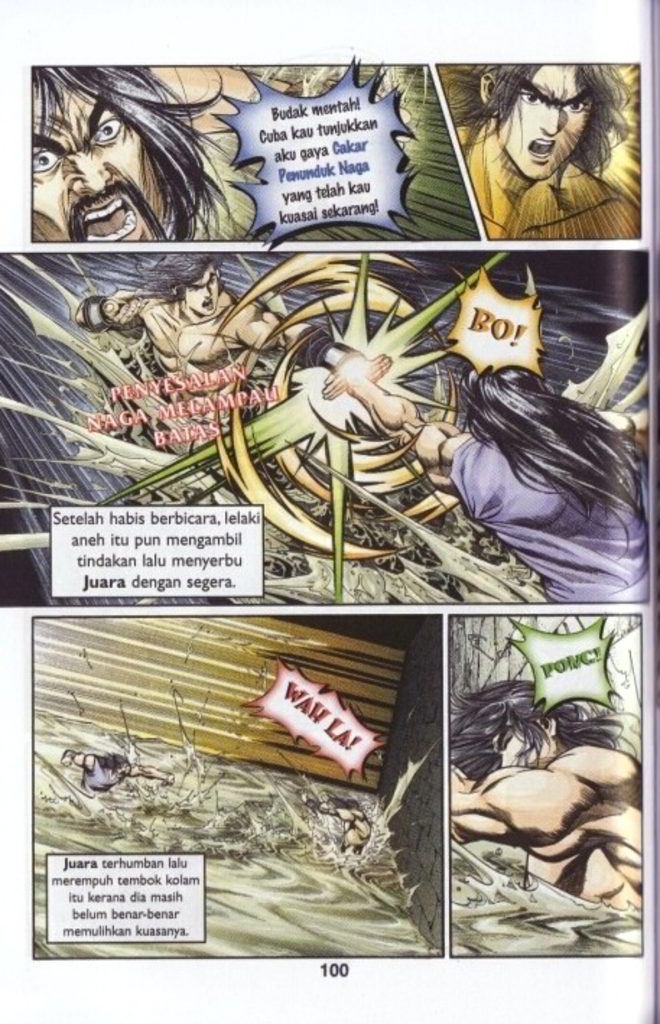 Budak mentah!
Cuba kau tunjukkan
aku gaya Cakar
Penunduk Naga
yang telah kau
kuasai sekarang!
BO!
PENYESALAN
NAGA MELAMPAUI
BATAS
Setelah habis berbicara, lelaki
aneh itu pun mengambil
tindakan lalu menyerbu
Juara dengan segera.
WAH LA!
PONG!
Juara terhumban lalu
merempuh tembok kolam
itu kerana dia masih
belum benar-benar
memulihkan kuasanya.
100